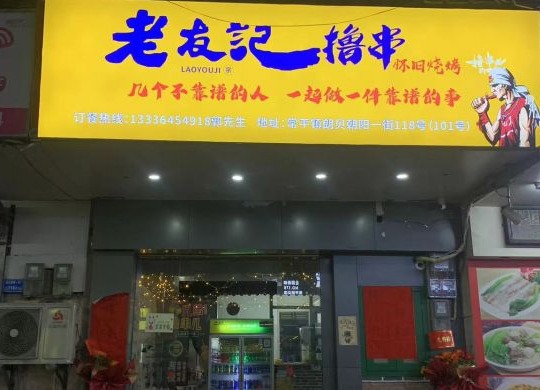 老友記 撸串 怀旧烧烤
LAOYOUJI
几个不靠谱的人 一起做一件靠谱的事
订餐热线:13336454918郭先生 地址:常平镇朗贝朝阳一街118号(101号)